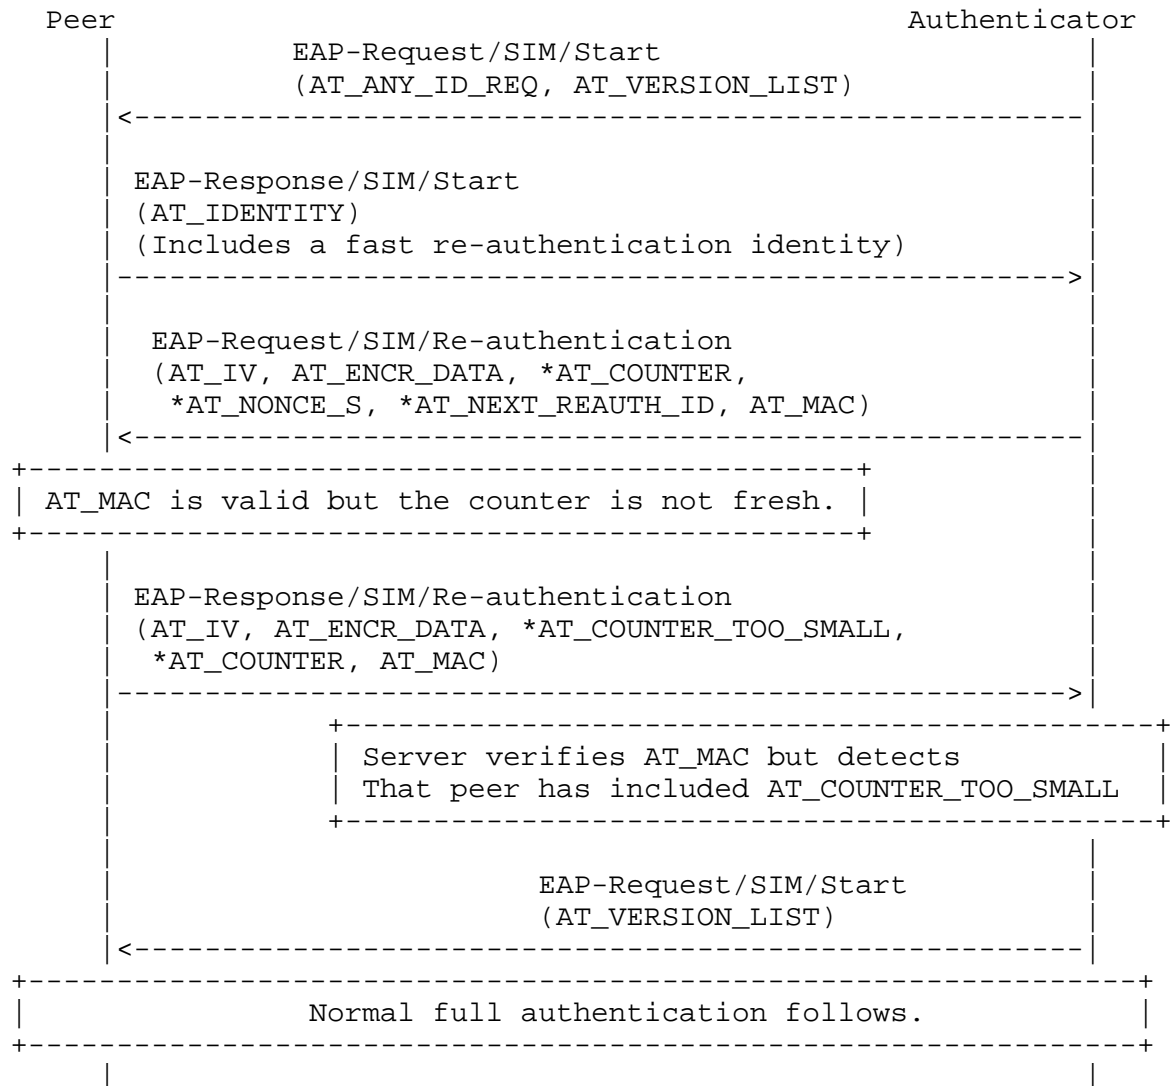 Peer Authenticator
EAP-Request/SIM/Start
(AT_ANY_ID_REQ, AT_VERSION_LIST)
EAP-Response/SIM/Start
(AT_IDENTITY)
(Includes a fast re-authentication identity)
EAP-Request/SIM/Re-authentication
(AT_IV, AT_ENCR_DATA, *AT_COUNTER,
*AT_NONCE_S, *AT_NEXT_REAUTH_ID, AT_MAC)
AT_MAC is valid but the counter is not fresh.
EAP-Response/SIM/Re-authentication
(AT_IV, AT_ENCR_DATA, *AT_COUNTER_TOO_SMALL,
*AT_COUNTER, AT_MAC)
Server verifies AT_MAC but detects
That peer has included AT_COUNTER_TOO_SMALL
EAP-Request/SIM/Start
(AT_VERSION_LIST)
Normal full authentication follows.